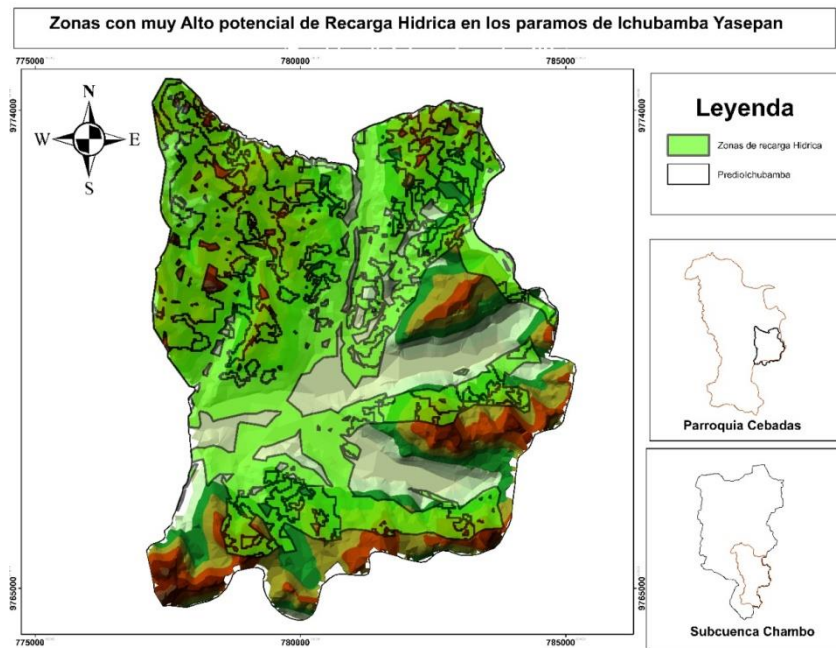 Zonas con muy Alto potencial de Recarga Hidrica en los paramos de Ichubamba Yasepan
775000 780000 785000
9774000 9774000
N
W E
S
Leyenda
Zonas de recarga Hidrica
PredioIchubamba
Parroquia Cebadas
9765000 9765000
Subcuenca Chambo
775000 780000 785000